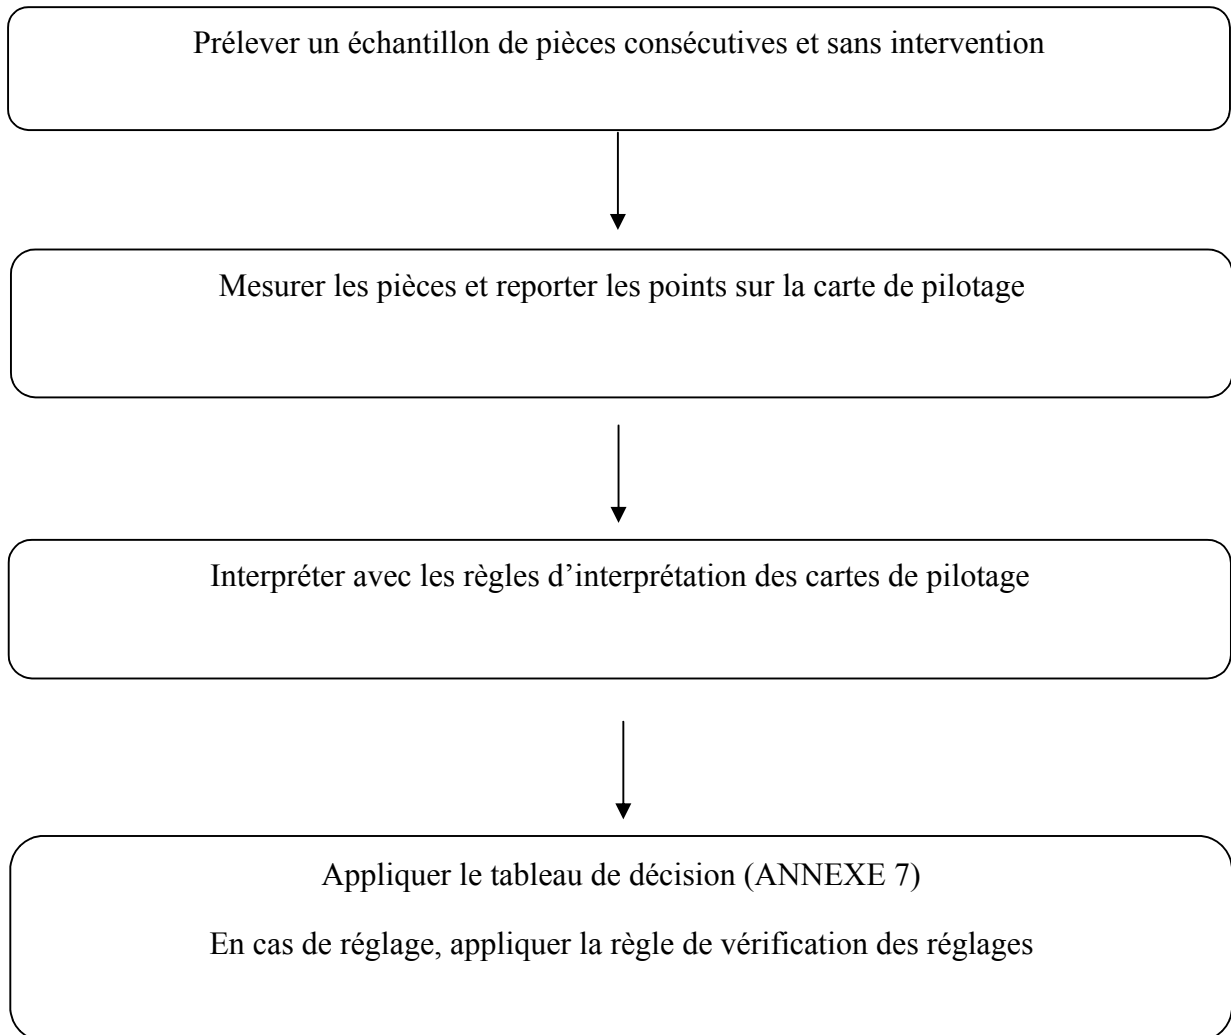 Prélever un échantillon de pièces consécutives et sans intervention
Mesurer les pièces et reporter les points sur la carte de pilotage
Interpréter avec les règles d’interprétation des cartes de pilotage
Appliquer le tableau de décision (ANNEXE 7)
En cas de réglage, appliquer la règle de vérification des réglages